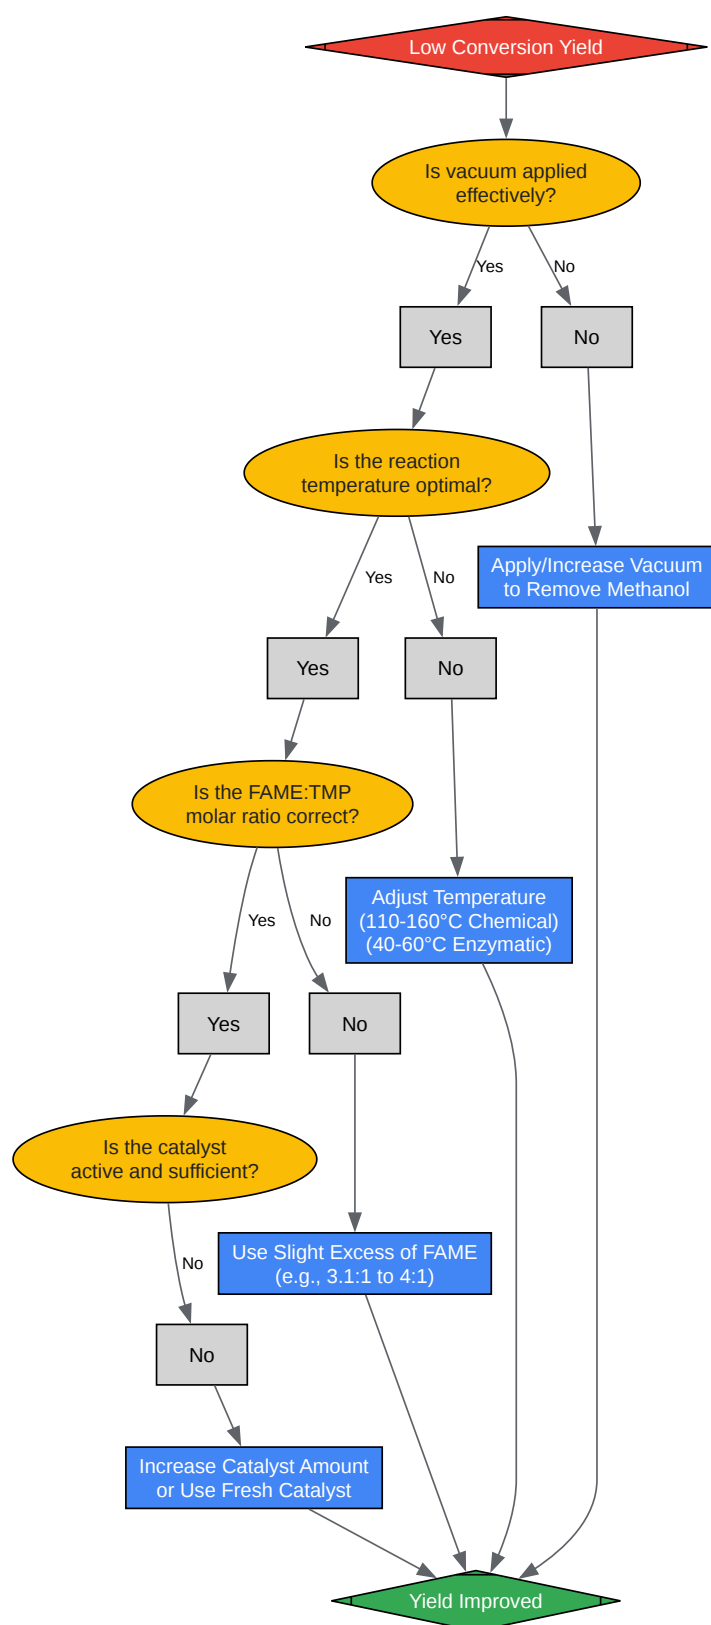 Low Conversion Yield
Is vacuum applied
effectively?
Yes
No
Yes
No
Is the reaction
temperature optimal?
Apply/Increase Vacuum
to Remove Methanol
Yes
No
Yes
No
Is the FAME:TMP
molar ratio correct?
Adjust Temperature
(110-160°C Chemical)
(40-60°C Enzymatic)
Yes
No
Yes
No
Is the catalyst
active and sufficient?
Use Slight Excess of FAME
(e.g., 3.1:1 to 4:1)
No
No
Increase Catalyst Amount
or Use Fresh Catalyst
Yield Improved